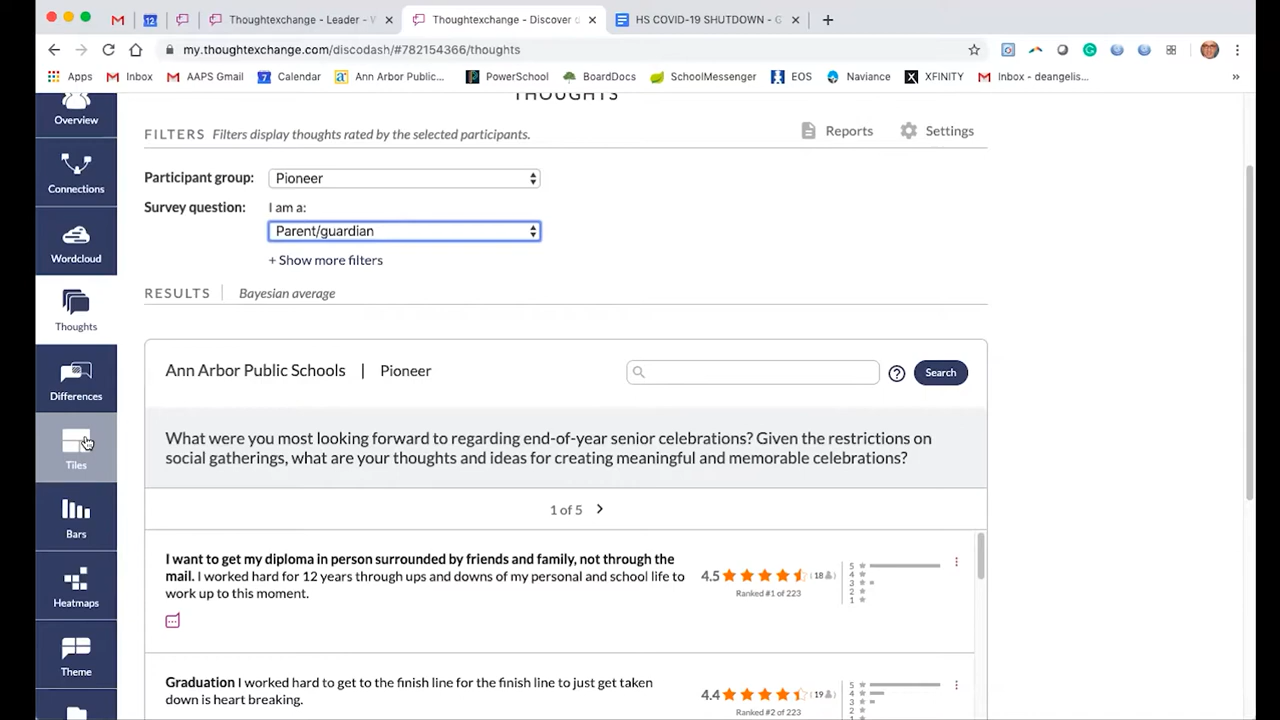 Thoughtexchange - Leader - W
Thoughtexchange - Discover
HS COVID-19 SHUTDOWN - G
my.thoughtexchange.com/discodash/#782154366/thoughts
Apps
Inbox
AAPS Gmail
Calendar
Ann Arbor Public...
PowerSchool
BoardDocs
SchoolMessenger
EOS
Naviance
XFINITY
Inbox - deangelis...
THOUGHTS
FILTERS Filters display thoughts rated by the selected participants.
Reports
Settings
Participant group: Pioneer
Survey question: I am a:
Parent/guardian
+ Show more filters
RESULTS | Bayesian average
Overview
Connections
Wordcloud
Thoughts
Differences
Tiles
Bars
Heatmaps
Theme
Ann Arbor Public Schools | Pioneer
Search
What were you most looking forward to regarding end-of-year senior celebrations? Given the restrictions on
social gatherings, what are your thoughts and ideas for creating meaningful and memorable celebrations?
1 of 5
I want to get my diploma in person surrounded by friends and family, not through the
mail. I worked hard for 12 years through ups and downs of my personal and school life to
work up to this moment.
4.5 (18)
Ranked #1 of 223
5
4
3
2
1
Graduation I worked hard to get to the finish line for the finish line to just get taken
down is heart breaking.
4.4 (19)
Ranked #2 of 223
5
4
3
2